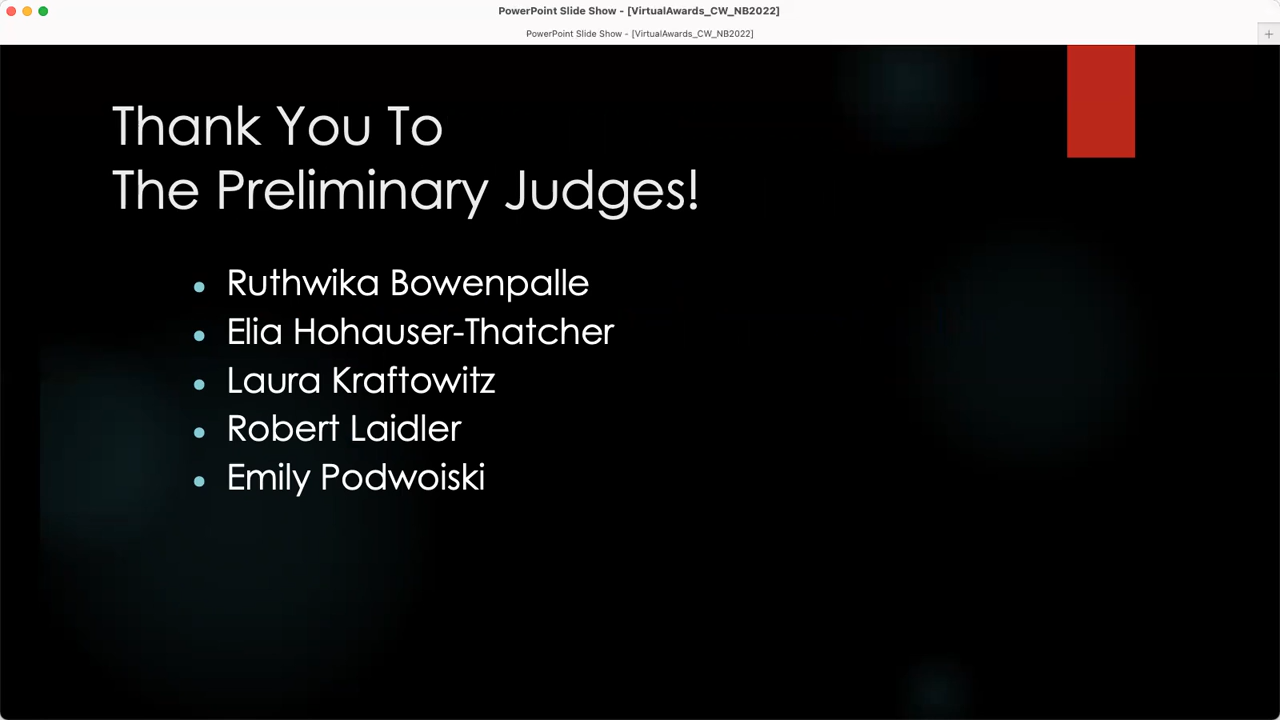 PowerPoint Slide Show - [VirtualAwards_CW_NB2022]
PowerPoint Slide Show - [VirtualAwards_CW_NB2022]
Thank You To
The Preliminary Judges!
• Ruthwika Bowenpalle
• Elia Hohauser-Thatcher
• Laura Kraftowitz
• Robert Laidler
• Emily Podwoiski